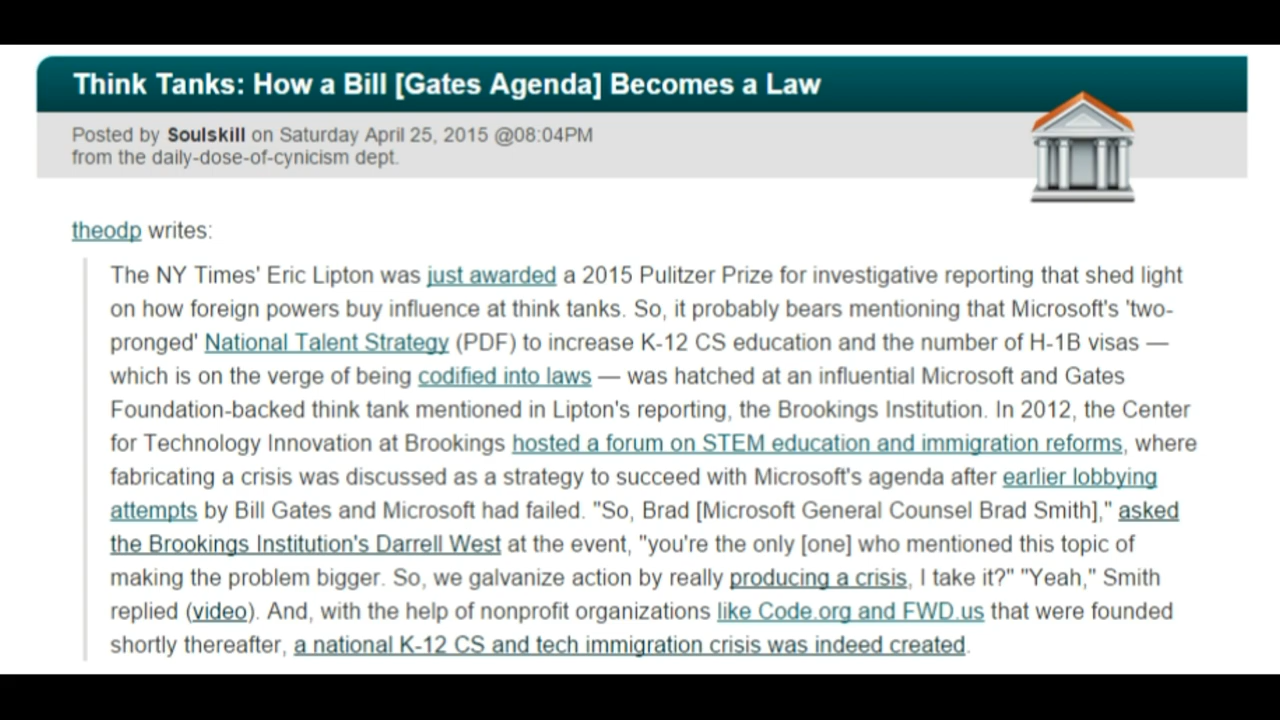 Think Tanks: How a Bill [Gates Agenda] Becomes a Law
Posted by Soulskill on Saturday April 25, 2015 @08:04PM
from the daily-dose-of-cynicism dept.
theodp writes:
The NY Times' Eric Lipton was just awarded a 2015 Pulitzer Prize for investigative reporting that shed light
on how foreign powers buy influence at think tanks. So, it probably bears mentioning that Microsoft's 'two-
pronged' National Talent Strategy (PDF) to increase K-12 CS education and the number of H-1B visas —
which is on the verge of being codified into laws — was hatched at an influential Microsoft and Gates
Foundation-backed think tank mentioned in Lipton's reporting, the Brookings Institution. In 2012, the Center
for Technology Innovation at Brookings hosted a forum on STEM education and immigration reforms, where
fabricating a crisis was discussed as a strategy to succeed with Microsoft's agenda after earlier lobbying
attempts by Bill Gates and Microsoft had failed. "So, Brad [Microsoft General Counsel Brad Smith]," asked
the Brookings Institution's Darrell West at the event, "you're the only [one] who mentioned this topic of
making the problem bigger. So, we galvanize action by really producing a crisis, I take it?" "Yeah," Smith
replied (video). And, with the help of nonprofit organizations like Code.org and FWD.us that were founded
shortly thereafter, a national K-12 CS and tech immigration crisis was indeed created.